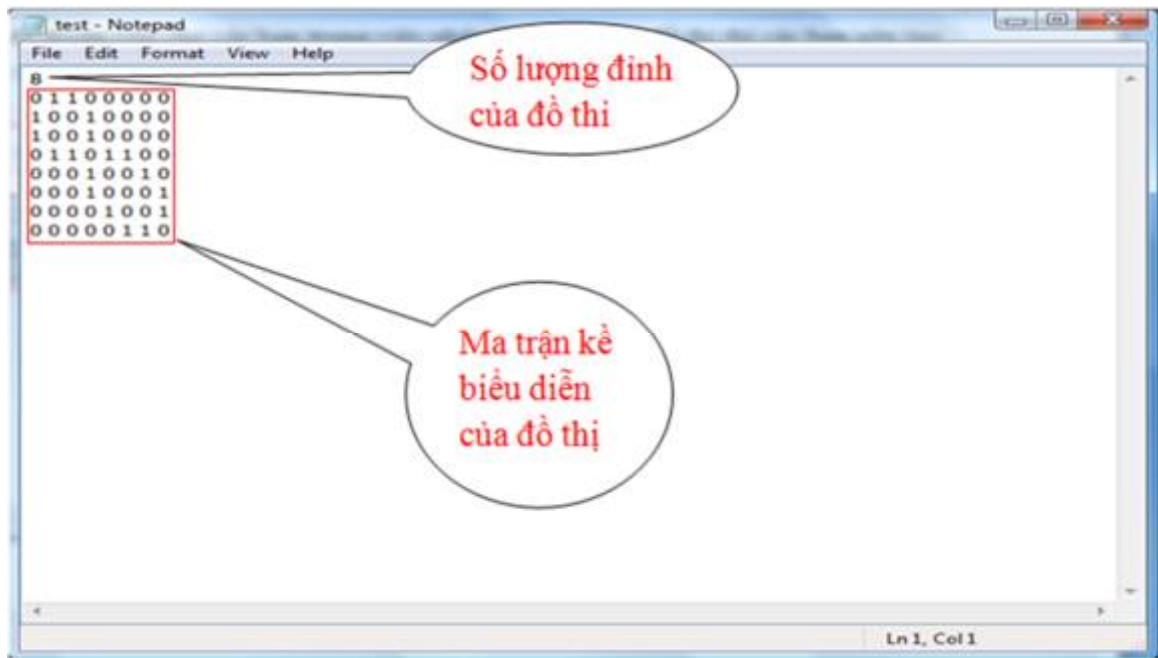 test - Notepad
File Edit Format View Help
8
0 1 1 0 0 0 0 0
1 0 0 1 0 0 0 0
1 0 0 1 0 0 0 0
0 1 1 0 1 1 0 0
0 0 0 1 0 0 1 0
0 0 0 1 0 0 0 1
0 0 0 0 1 0 0 1
0 0 0 0 0 1 1 0
Số lượng đỉnh
của đồ thi
Ma trận kề
biểu diễn
của đồ thị
Ln 1, Col 1